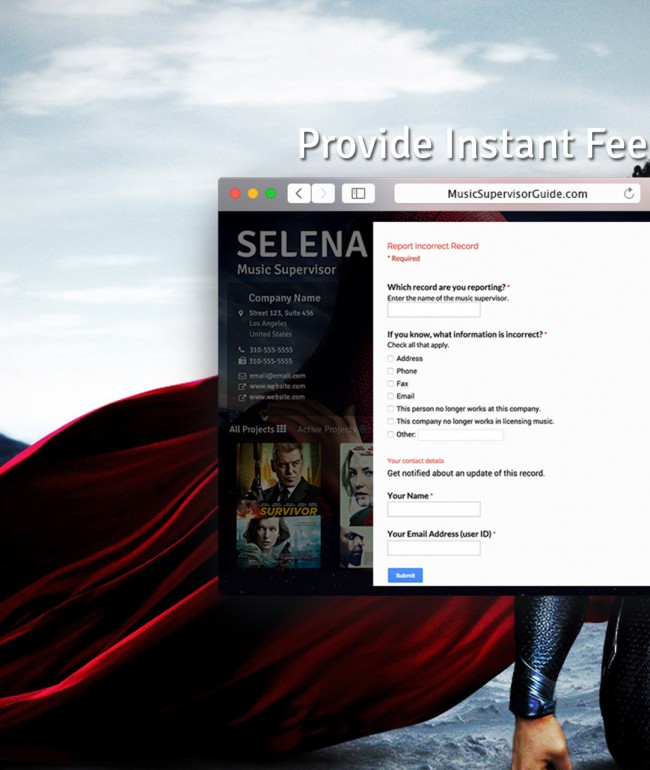 Provide Instant Fee
MusicSupervisorGuide.com
SELENA
Music Supervisor
Company Name
Street 123, Suite 456
Los Angeles
United States
310-555-5555
310-555-5555
email@email.com
www.website.com
www.website.com
All Projects
Active Projects
SURVIVOR
Report Incorrect Record
* Required
Which record are you reporting? *
Enter the name of the music supervisor.
If you know, what information is incorrect? *
Check all that apply.
Address
Phone
Fax
Email
This person no longer works at this company.
This company no longer works in licensing music.
Other:
Your contact details
Get notified about an update of this record.
Your Name *
Your Email Address (user ID) *
Submit